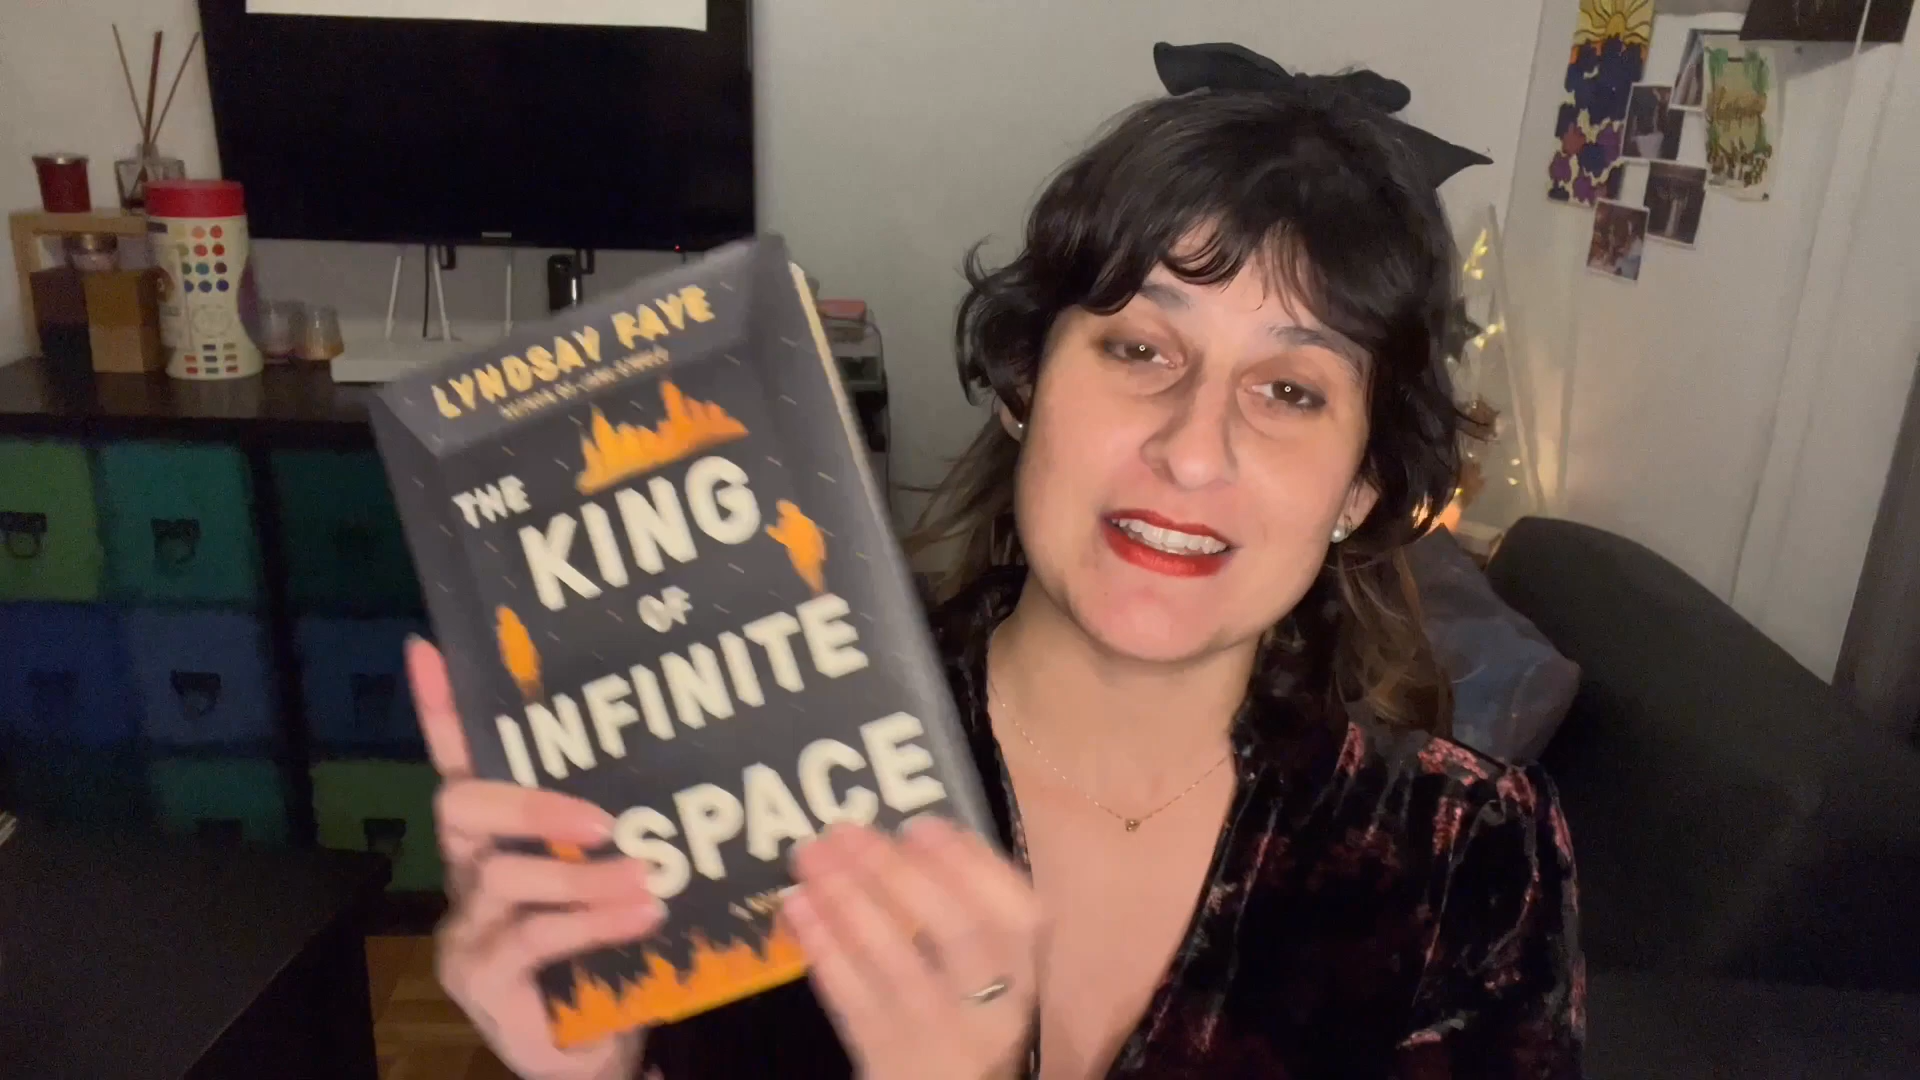 LYNDSAY FAYE
THE
KING
OF
INFINITE
SPACE
A